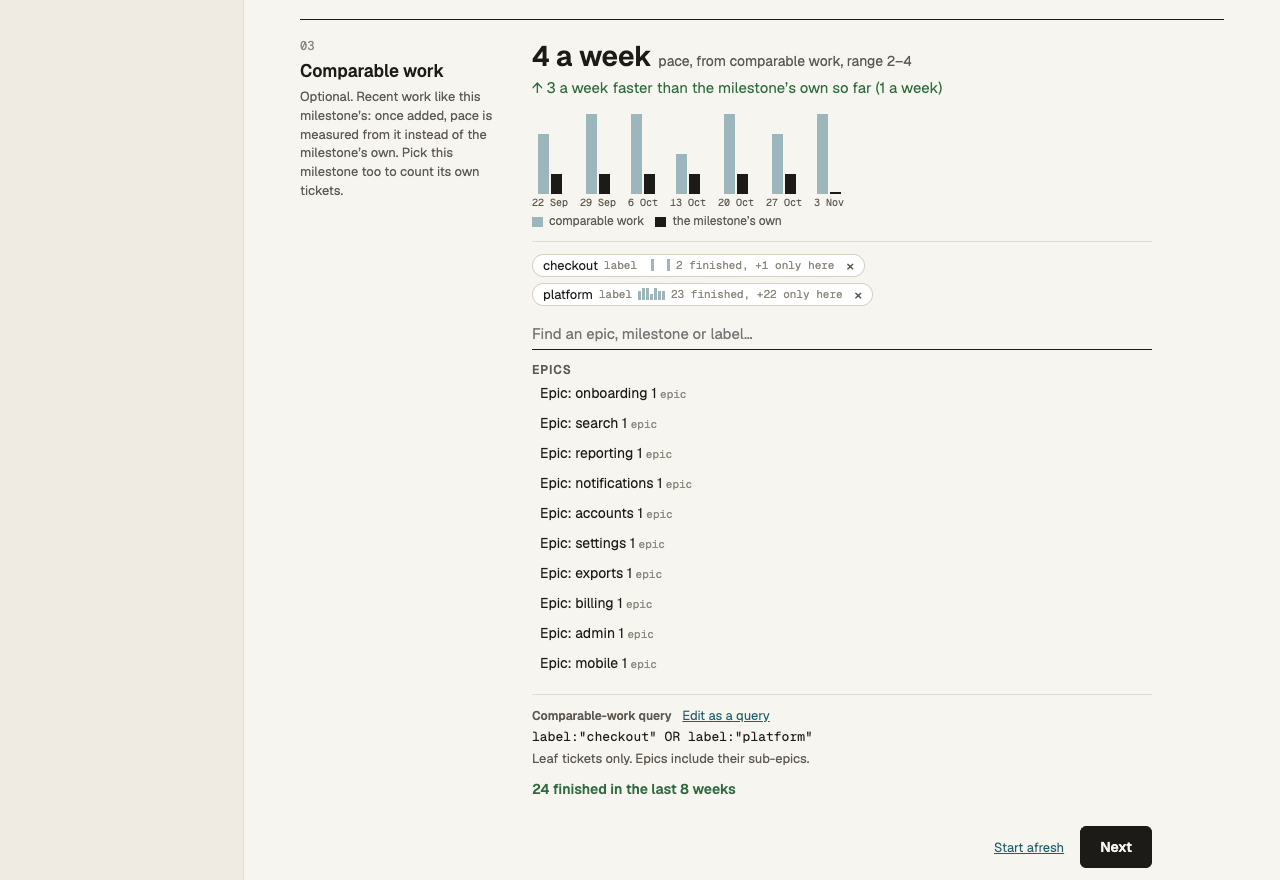 03
Comparable work
Optional. Recent work like this
milestone's: once added, pace is
measured from it instead of the
milestone's own. Pick this
milestone too to count its own
tickets.
4 a week pace, from comparable work, range 2–4
↑ 3 a week faster than the milestone's own so far (1 a week)
22 Sep 29 Sep 6 Oct 13 Oct 20 Oct 27 Oct 3 Nov
comparable work the milestone's own
checkout label 2 finished, +1 only here ×
platform label 23 finished, +22 only here ×
Find an epic, milestone or label…
EPICS
Epic: onboarding 1 epic
Epic: search 1 epic
Epic: reporting 1 epic
Epic: notifications 1 epic
Epic: accounts 1 epic
Epic: settings 1 epic
Epic: exports 1 epic
Epic: billing 1 epic
Epic: admin 1 epic
Epic: mobile 1 epic
Comparable-work query Edit as a query
label:"checkout" OR label:"platform"
Leaf tickets only. Epics include their sub-epics.
24 finished in the last 8 weeks
Start afresh Next